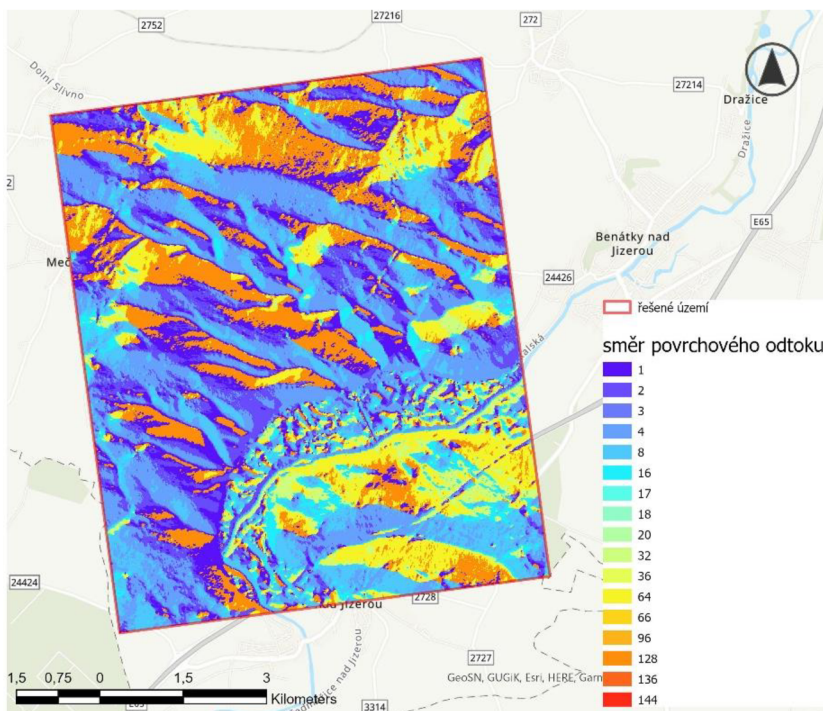 27216
2752
272
Dolní Slivno
27214
Dražice
Dražice
2
E65
Benátky nad
Jizerou
Meč
24426
řešené území
směr povrchového odtoku
1
2
3
4
8
16
17
18
20
32
36
64
66
96
128
136
144
24424
2728
2727
1,5 0,75 0 1,5 3
Kilometers
GeoSN, GUGiK, Esri, HERE, Garm
3314